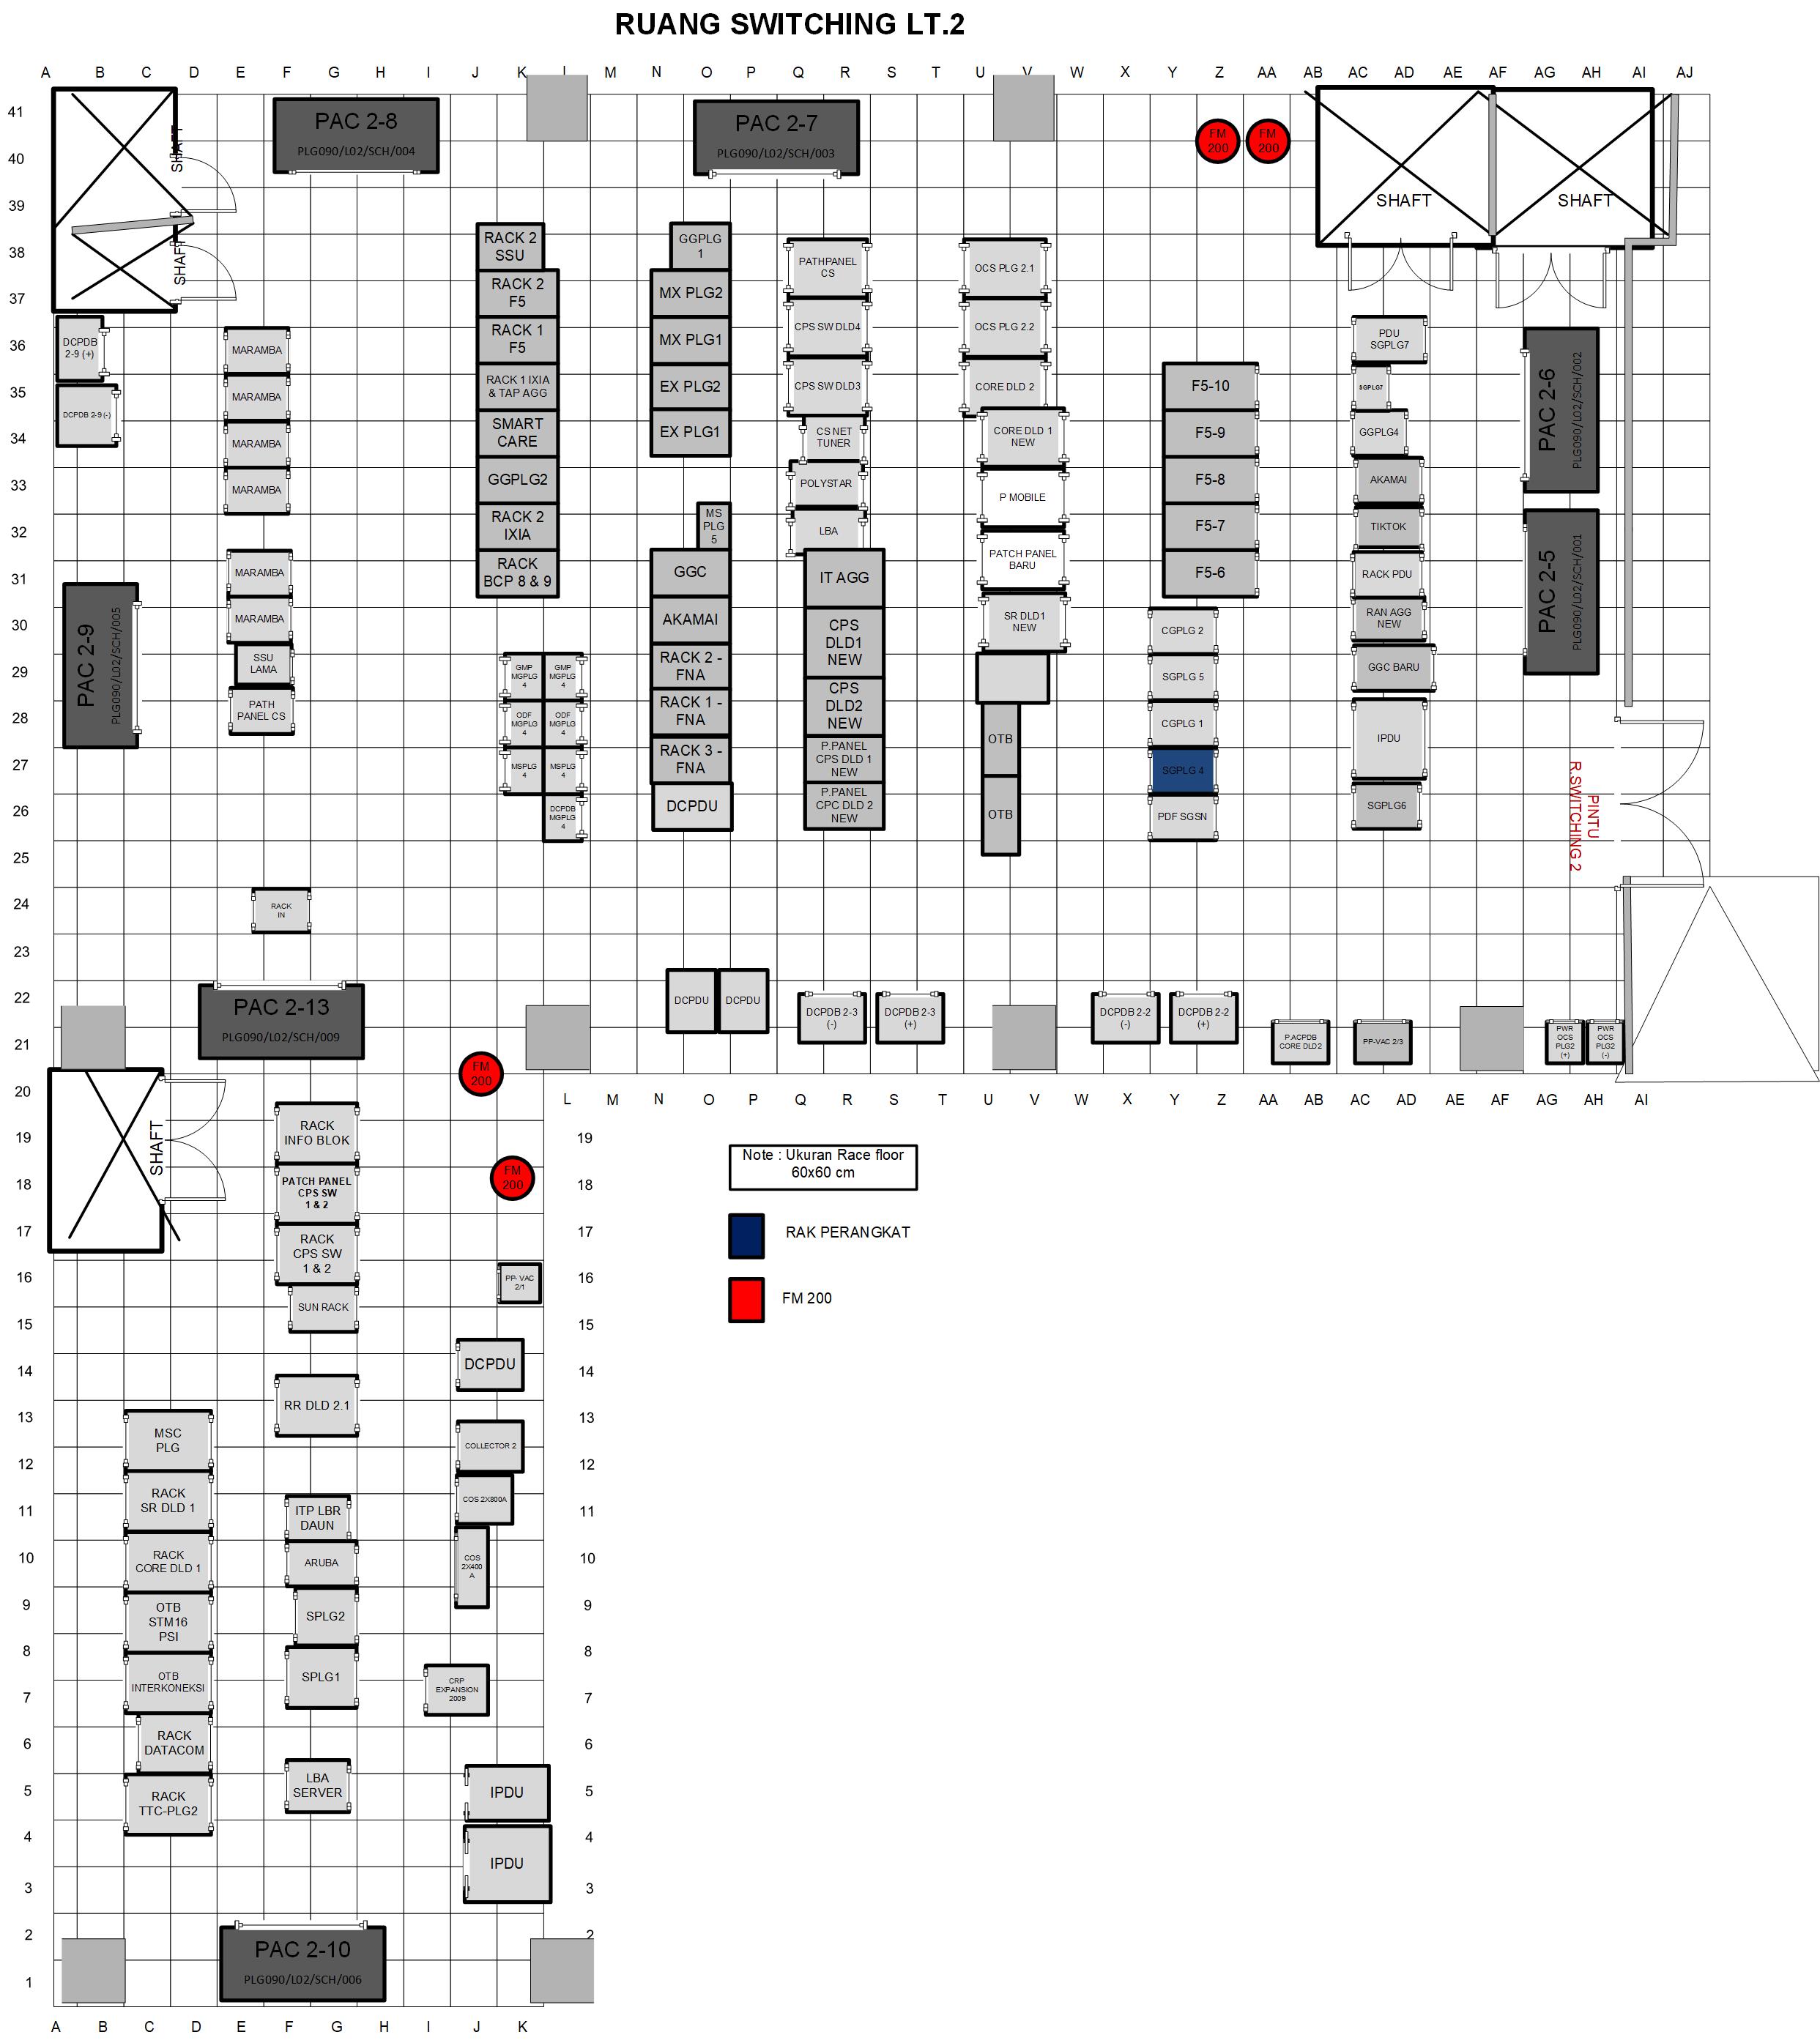 RUANG SWITCHING LT.2
A B C D E F G H I J K L M N O P Q R S T U V W X Y Z AA AB AC AD AE AF AG AH AI AJ
41
40
39
38
37
36
35
34
33
32
31
30
29
28
27
26
25
24
23
22
21
20
19
18
17
16
15
14
13
12
11
10
9
8
7
6
5
4
3
2
1
SHAFT
SHAFT
PAC 2-8
PLG090/L02/SCH/004
PAC 2-7
PLG090/L02/SCH/003
FM
200
FM
200
SHAFT
SHAFT
DCPDB
2-9 (+)
DCPDB 2-9 (-)
PAC 2-9
PLG090/L02/SCH/005
MARAMBA
MARAMBA
MARAMBA
MARAMBA
MARAMBA
MARAMBA
SSU
LAMA
PATH
PANEL CS
RACK
IN
RACK 2
SSU
RACK 2
F5
RACK 1
F5
RACK 1 IXIA
& TAP AGG
SMART
CARE
GGPLG2
RACK 2
IXIA
RACK
BCP 8 & 9
GMP
MGPLG
4
GMP
MGPLG
4
ODF
MGPLG
4
ODF
MGPLG
4
MSPLG
4
MSPLG
4
DCPDB
MGPLG
4
GGPLG
1
MX PLG2
MX PLG1
EX PLG2
EX PLG1
MS
PLG
5
GGC
AKAMAI
RACK 2 -
FNA
RACK 1 -
FNA
RACK 3 -
FNA
DCPDU
PATHPANEL
CS
CPS SW DLD4
CPS SW DLD3
CS NET
TUNER
POLYSTAR
LBA
IT AGG
CPS
DLD1
NEW
CPS
DLD2
NEW
P.PANEL
CPS DLD 1
NEW
P.PANEL
CPC DLD 2
NEW
OCS PLG 2.1
OCS PLG 2.2
CORE DLD 2
CORE DLD 1
NEW
P MOBILE
PATCH PANEL
BARU
SR DLD1
NEW
OTB
OTB
F5-10
F5-9
F5-8
F5-7
F5-6
CGPLG 2
SGPLG 5
CGPLG 1
SGPLG 4
PDF SGSN
PDU
SGPLG7
SGPLG7
GGPLG4
AKAMAI
TIKTOK
RACK PDU
RAN AGG
NEW
GGC BARU
IPDU
SGPLG6
PAC 2-6
PLG090/L02/SCH/002
PAC 2-5
PLG090/L02/SCH/001
PINTU
R.SWITCHING 2
PAC 2-13
PLG090/L02/SCH/009
DCPDU
DCPDU
DCPDB 2-3
(-)
DCPDB 2-3
(+)
DCPDB 2-2
(-)
DCPDB 2-2
(+)
P.ACPDB
CORE DLD2
PP-VAC 2/3
PWR
OCS
PLG2
(+)
PWR
OCS
PLG2
(-)
FM
200
L M N O P Q R S T U V W X Y Z AA AB AC AD AE AF AG AH AI
SHAFT
RACK
INFO BLOK
PATCH PANEL
CPS SW
1 & 2
RACK
CPS SW
1 & 2
SUN RACK
FM
200
PP- VAC
2/1
Note : Ukuran Race floor
60x60 cm
RAK PERANGKAT
FM 200
19
18
17
16
15
14
13
12
11
10
9
8
7
6
5
4
3
2
DCPDU
RR DLD 2.1
COLLECTOR 2
COS 2X800A
COS
2X400
A
MSC
PLG
RACK
SR DLD 1
RACK
CORE DLD 1
OTB
STM16
PSI
OTB
INTERKONEKSI
RACK
DATACOM
RACK
TTC-PLG2
ITP LBR
DAUN
ARUBA
SPLG2
SPLG1
LBA
SERVER
CRP
EXPANSION
2009
IPDU
IPDU
PAC 2-10
PLG090/L02/SCH/006
A B C D E F G H I J K